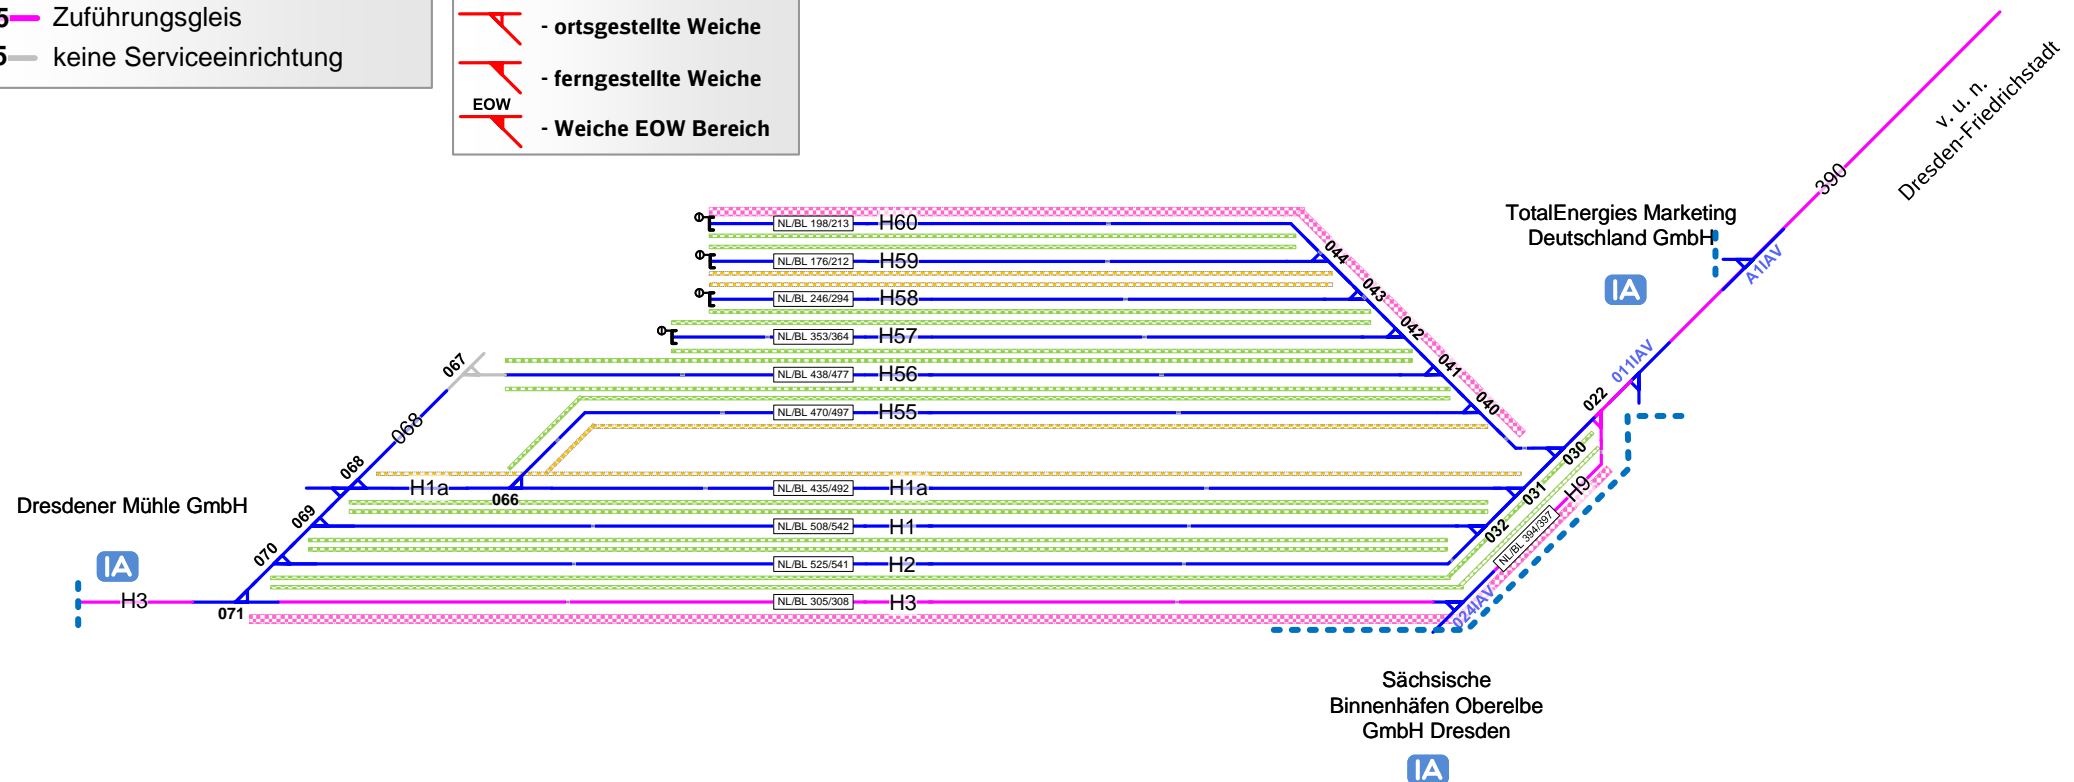 5 Zuführungsgleis
5 keine Serviceeinrichtung
- ortsgestellte Weiche
- ferngestellte Weiche
EOW
- Weiche EOW Bereich
v. u. n.
Dresden-Friedrichstadt
390
TotalEnergies Marketing
Deutschland GmbH
IA
A1IAV
011IAV
NL/BL 198/213 H60
044
NL/BL 176/212 H59
043
NL/BL 246/294 H58
042
NL/BL 353/364 H57
041
067
NL/BL 438/477 H56
040
022
068
NL/BL 470/497 H55
030
068
H1a
066
NL/BL 435/492 H1a
031
H9
Dresdener Mühle GmbH
IA
069
NL/BL 508/542 H1
032
NL/BL 394/397
070
NL/BL 525/541 H2
H3
071
NL/BL 305/308 H3
024IAV
Sächsische
Binnenhäfen Oberelbe
GmbH Dresden
IA